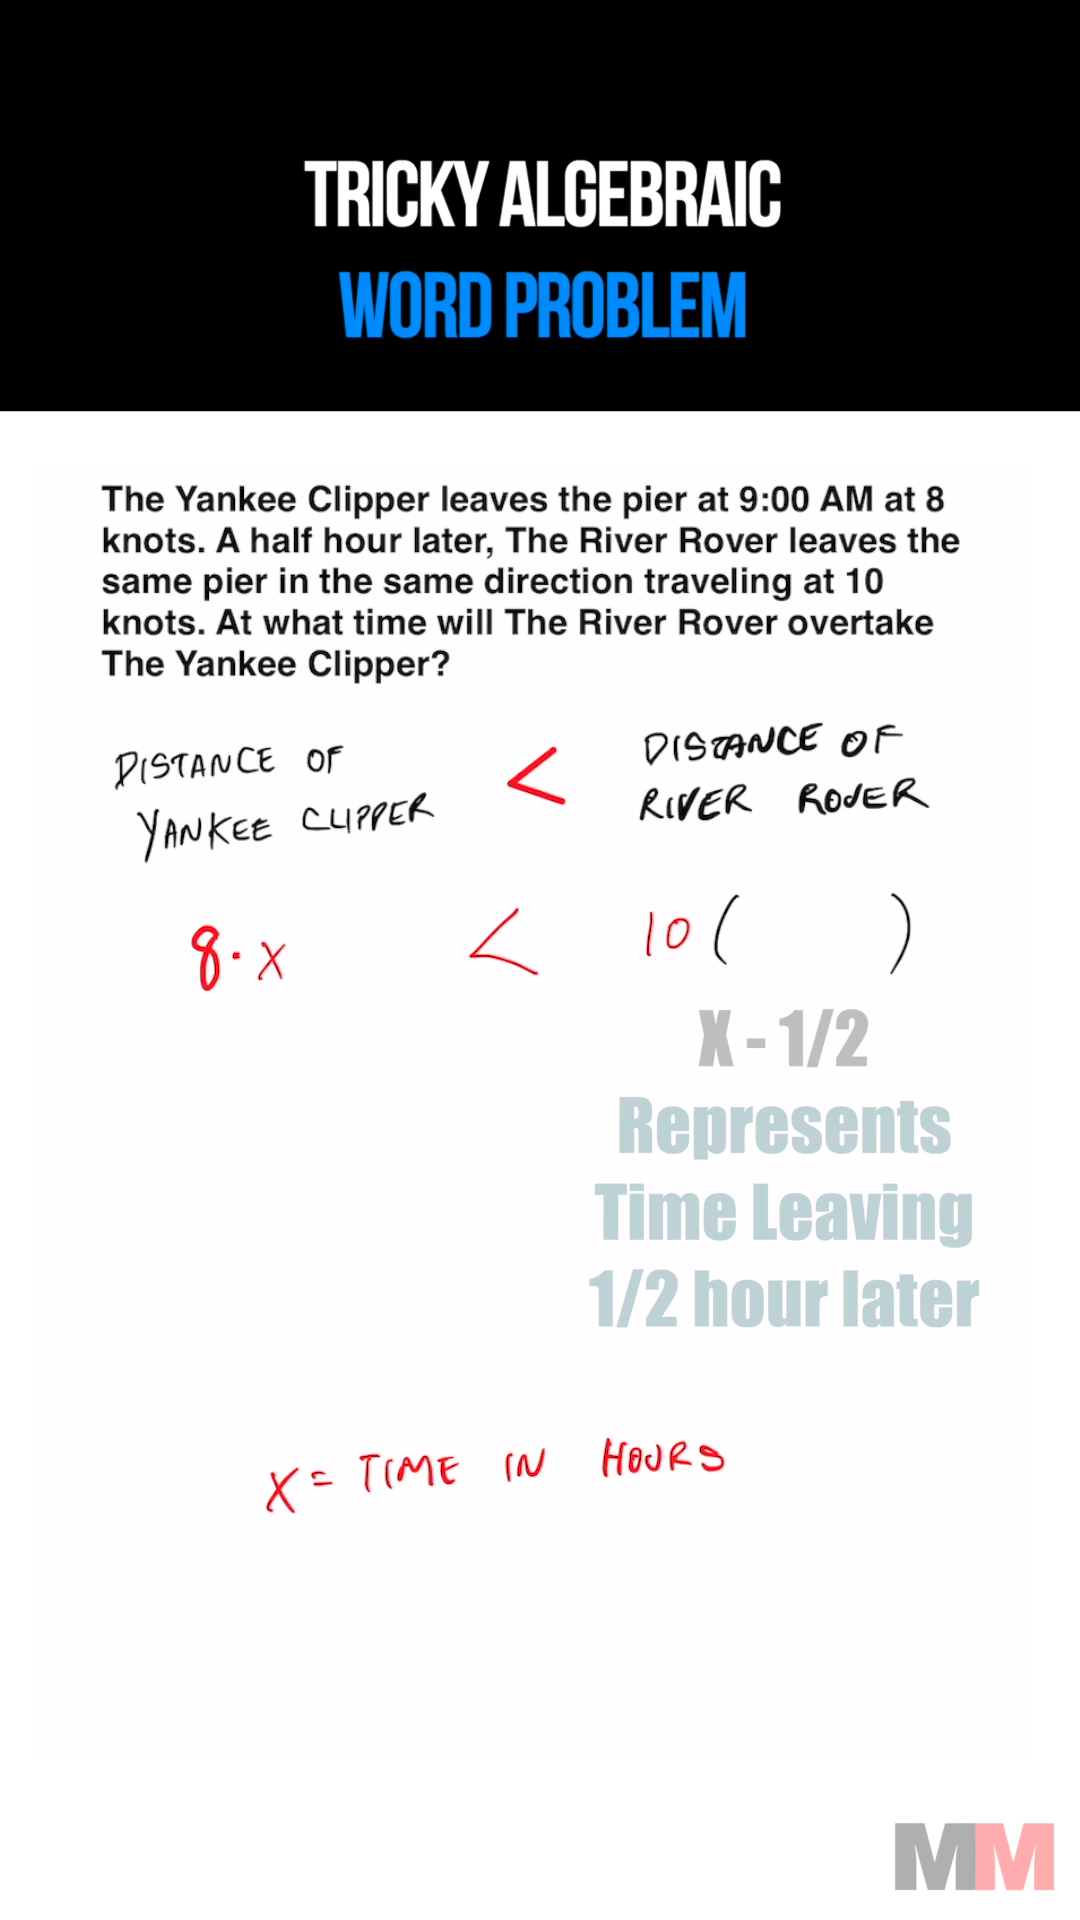 TRICKY ALGEBRAIC
WORD PROBLEM
The Yankee Clipper leaves the pier at 9:00 AM at 8
knots. A half hour later, The River Rover leaves the
same pier in the same direction traveling at 10
knots. At what time will The River Rover overtake
The Yankee Clipper?
DISTANCE OF
YANKEE CLIPPER
<
DISTANCE OF
RIVER ROVER
8·x < 10 ( )
X - 1/2
Represents
Time Leaving
1/2 hour later
X = TIME IN HOURS
MM